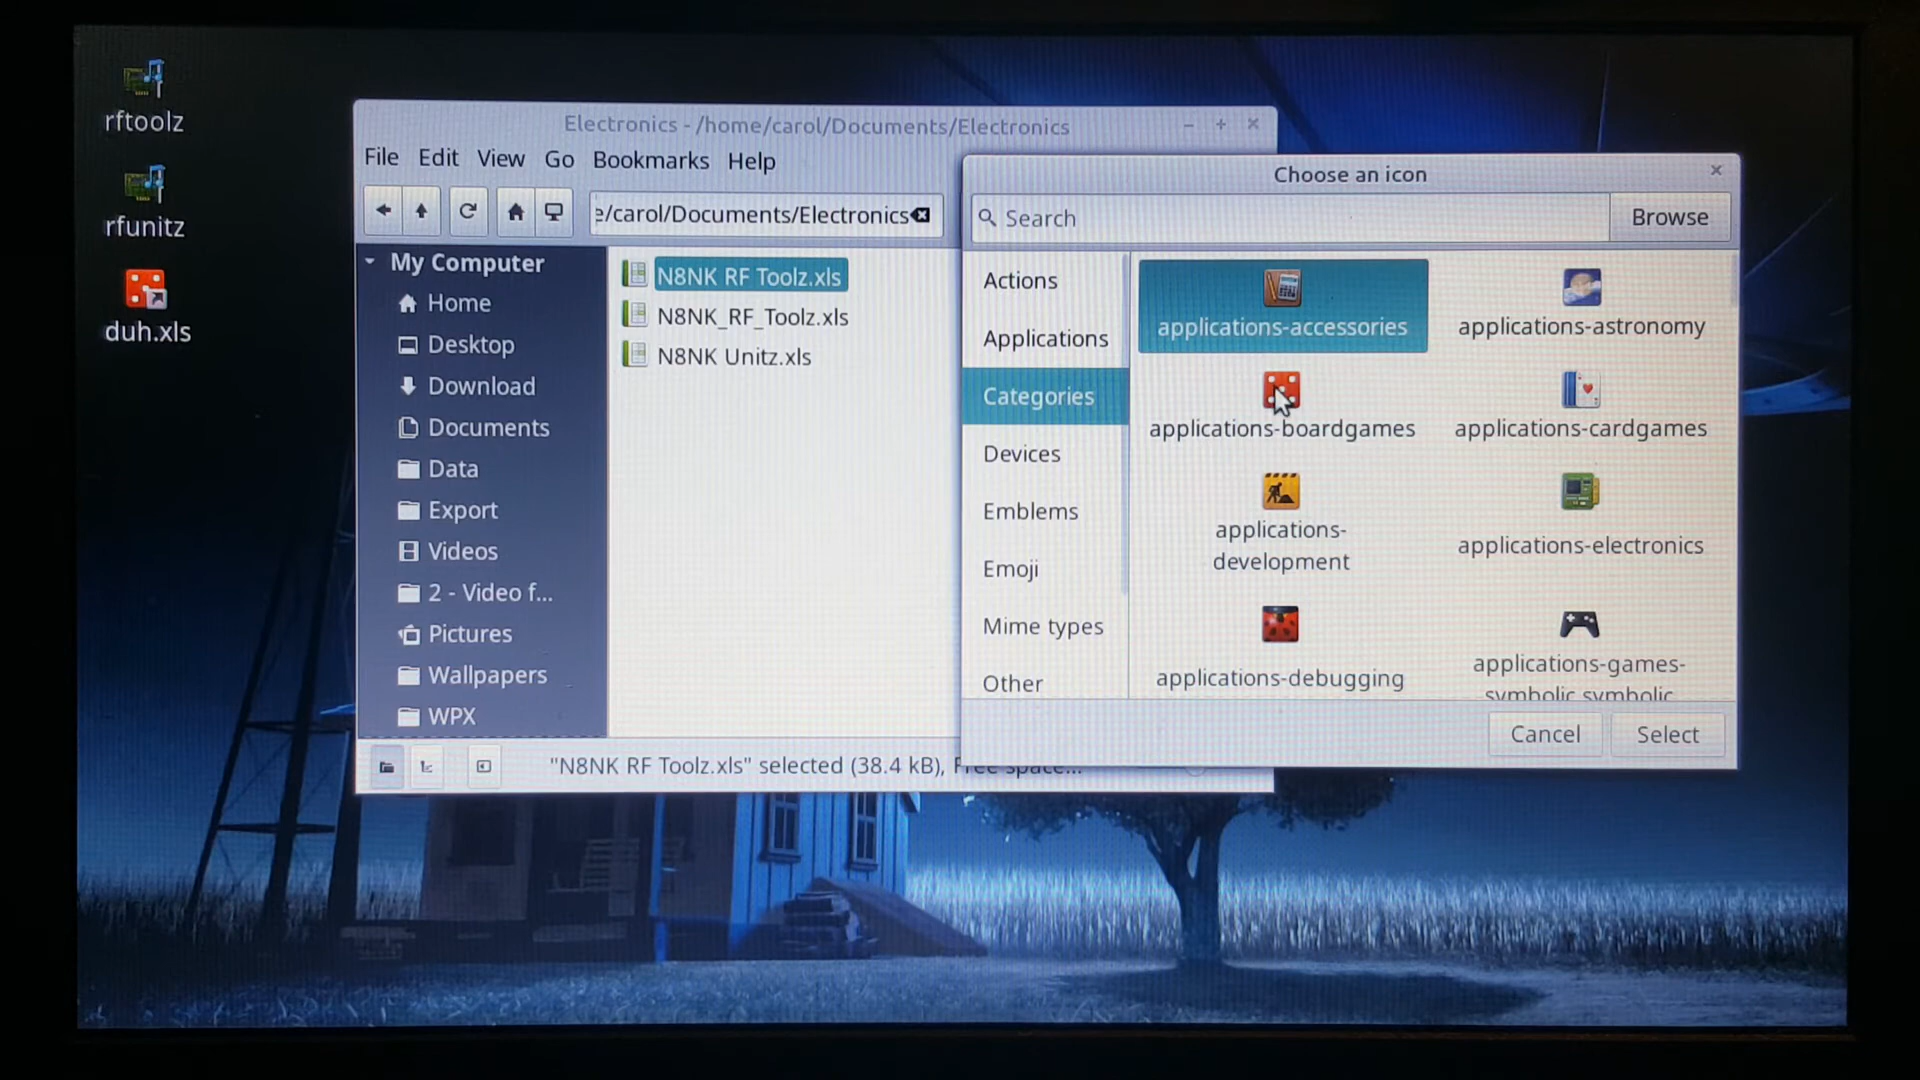 rftoolz
rfunitz
duh.xls
Electronics - /home/carol/Documents/Electronics
File Edit View Go Bookmarks Help
e/carol/Documents/Electronics
My Computer
Home
Desktop
Download
Documents
Data
Export
Videos
2 - Video f...
Pictures
Wallpapers
WPX
N8NK RF Toolz.xls
N8NK_RF_Toolz.xls
N8NK Unitz.xls
"N8NK RF Toolz.xls" selected (38.4 kB), Free space...
Choose an icon
Search
Browse
Actions
Applications
Categories
Devices
Emblems
Emoji
Mime types
Other
applications-accessories
applications-astronomy
applications-boardgames
applications-cardgames
applications-
development
applications-electronics
applications-debugging
applications-games-
symbolic symbolic
Cancel
Select